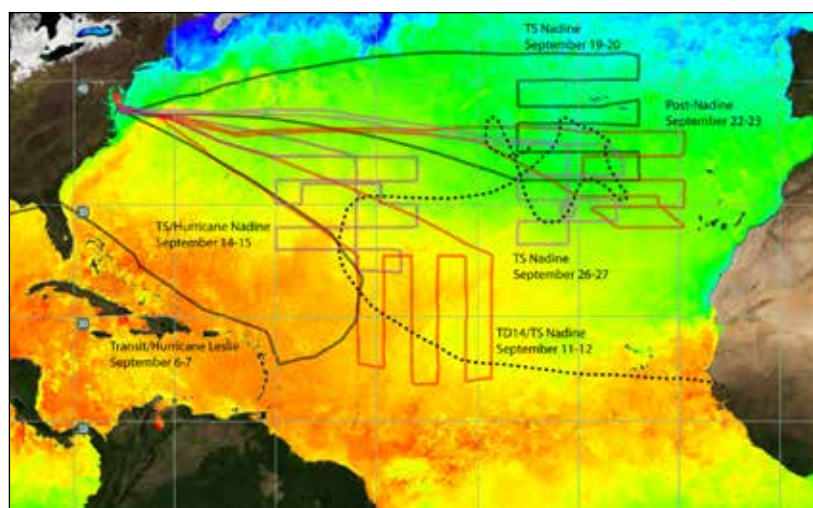 TS Nadine
September 19-20
Post-Nadine
September 22-23
TS/Hurricane Nadine
September 14-15
TS Nadine
September 26-27
TD14/TS Nadine
September 11-12
Transit/Hurricane Leslie
September 6-7